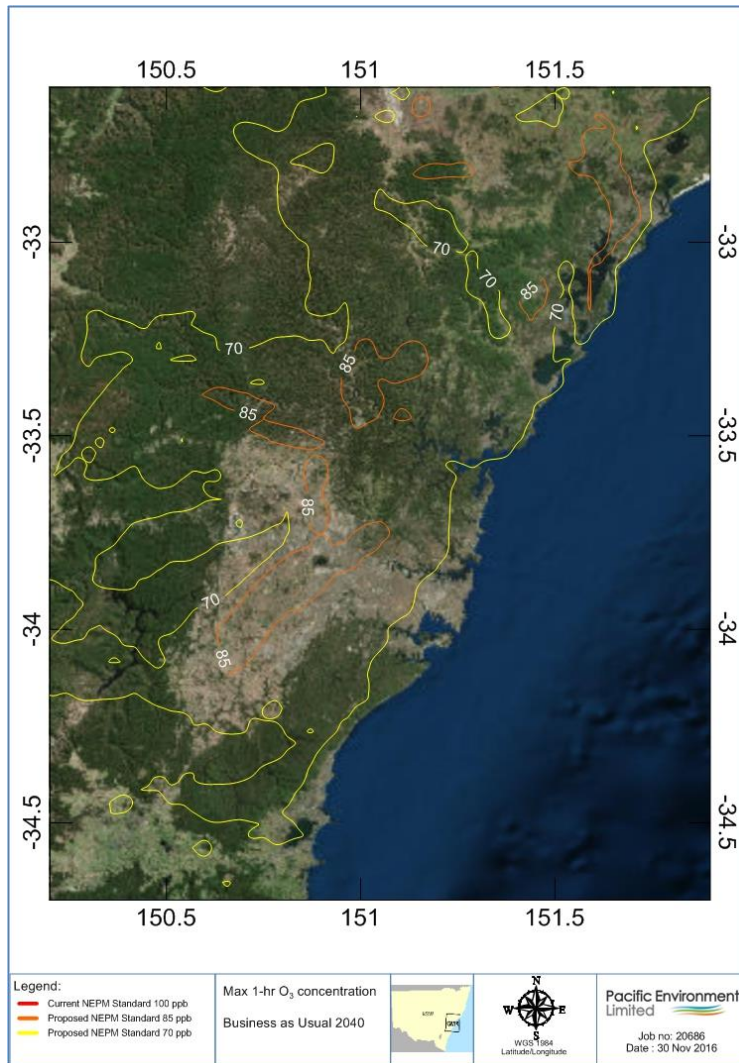 150.5 151 151.5
70
-33 -33
70
85
70
70
85
85
-33.5 -33.5
85
70
-34 -34
85
-34.5 -34.5
150.5 151 151.5
Legend:
Current NEPM Standard 100 ppb
Proposed NEPM Standard 85 ppb
Proposed NEPM Standard 70 ppb
Max 1-hr O₃ concentration
Business as Usual 2040
N
W E
S
WGS 1984
Latitude/Longitude
Pacific Environment
Limited
Job no: 20686
Date : 30 Nov 2016